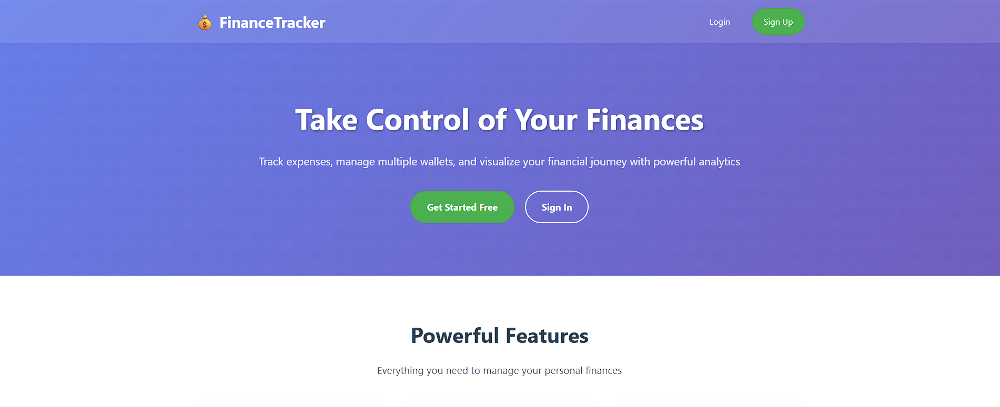 FinanceTracker
Login
Sign Up
Take Control of Your Finances
Track expenses, manage multiple wallets, and visualize your financial journey with powerful analytics
Get Started Free
Sign In
Powerful Features
Everything you need to manage your personal finances